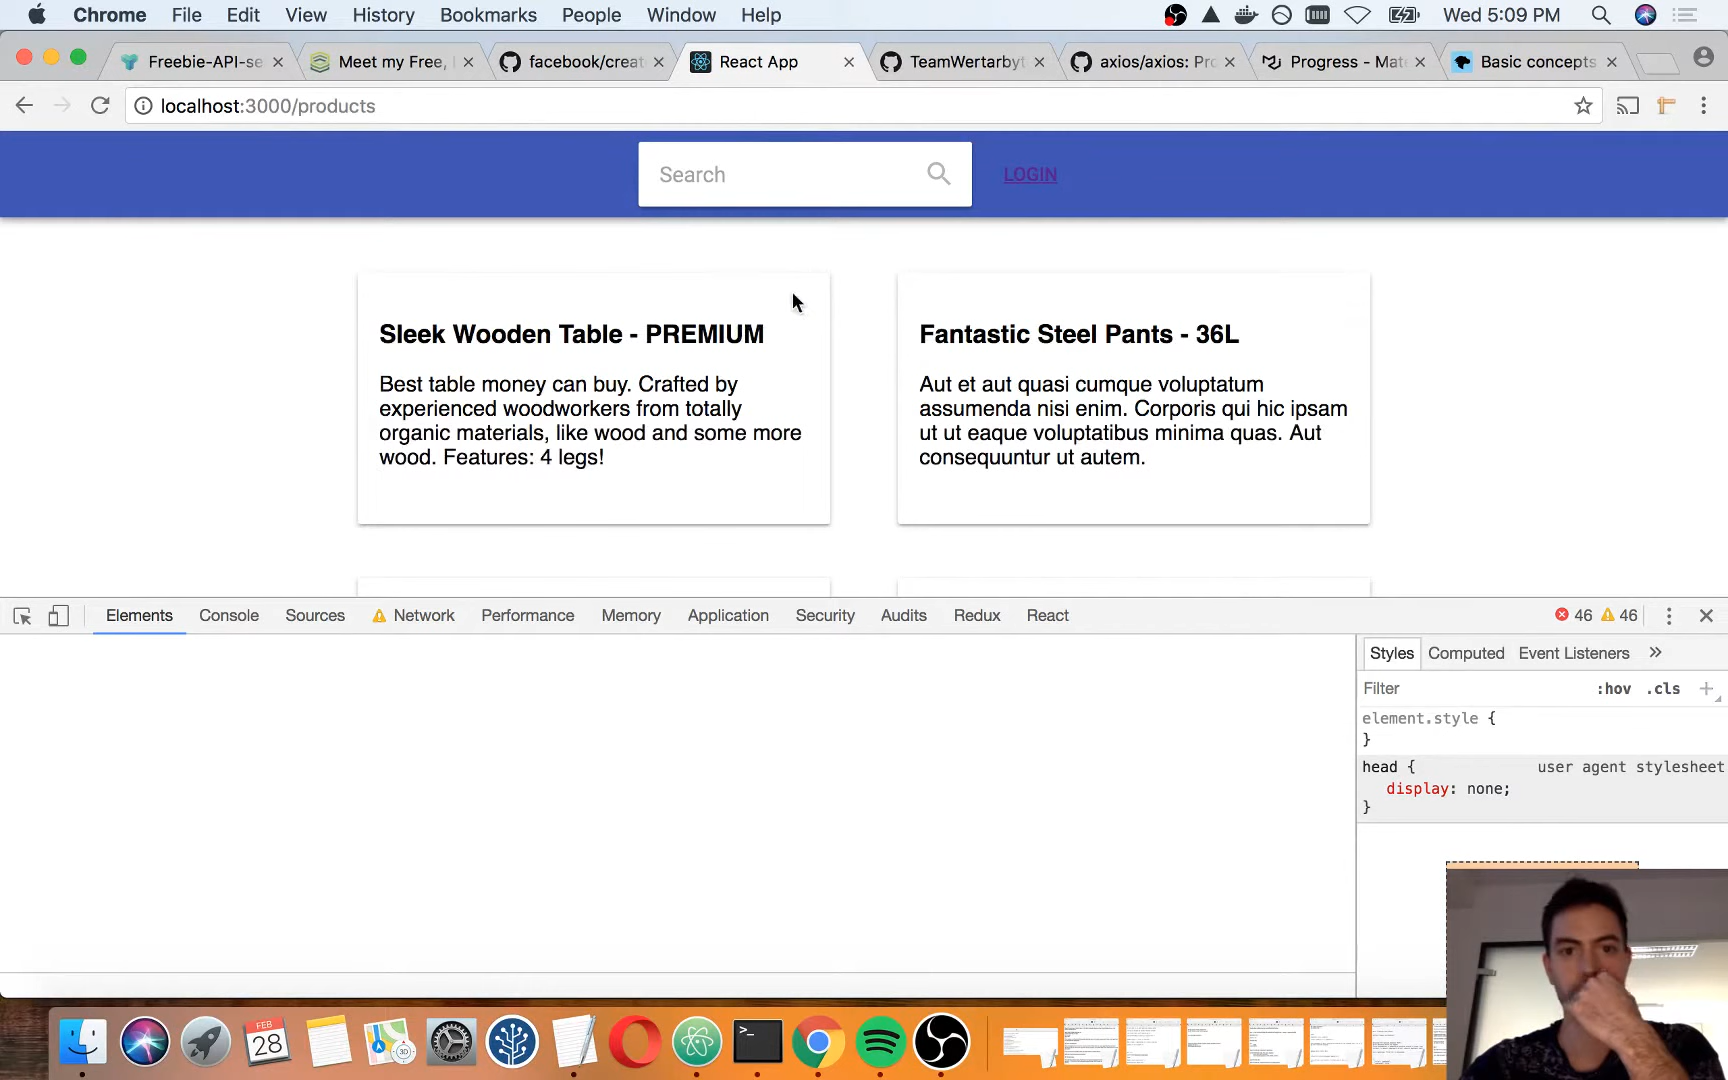 Chrome File Edit View History Bookmarks People Window Help Wed 5:09 PM
Freebie-API-se Meet my Free, facebook/creat React App TeamWertarbyt axios/axios: Pro Progress - Mate Basic concepts
localhost:3000/products
Search
LOGIN
Sleek Wooden Table - PREMIUM
Best table money can buy. Crafted by
experienced woodworkers from totally
organic materials, like wood and some more
wood. Features: 4 legs!
Fantastic Steel Pants - 36L
Aut et aut quasi cumque voluptatum
assumenda nisi enim. Corporis qui hic ipsam
ut ut eaque voluptatibus minima quas. Aut
consequuntur ut autem.
Elements Console Sources Network Performance Memory Application Security Audits Redux React 46 46
Styles Computed Event Listeners »
Filter :hov .cls +
element.style {
}
head { user agent stylesheet
display: none;
}
FEB
28